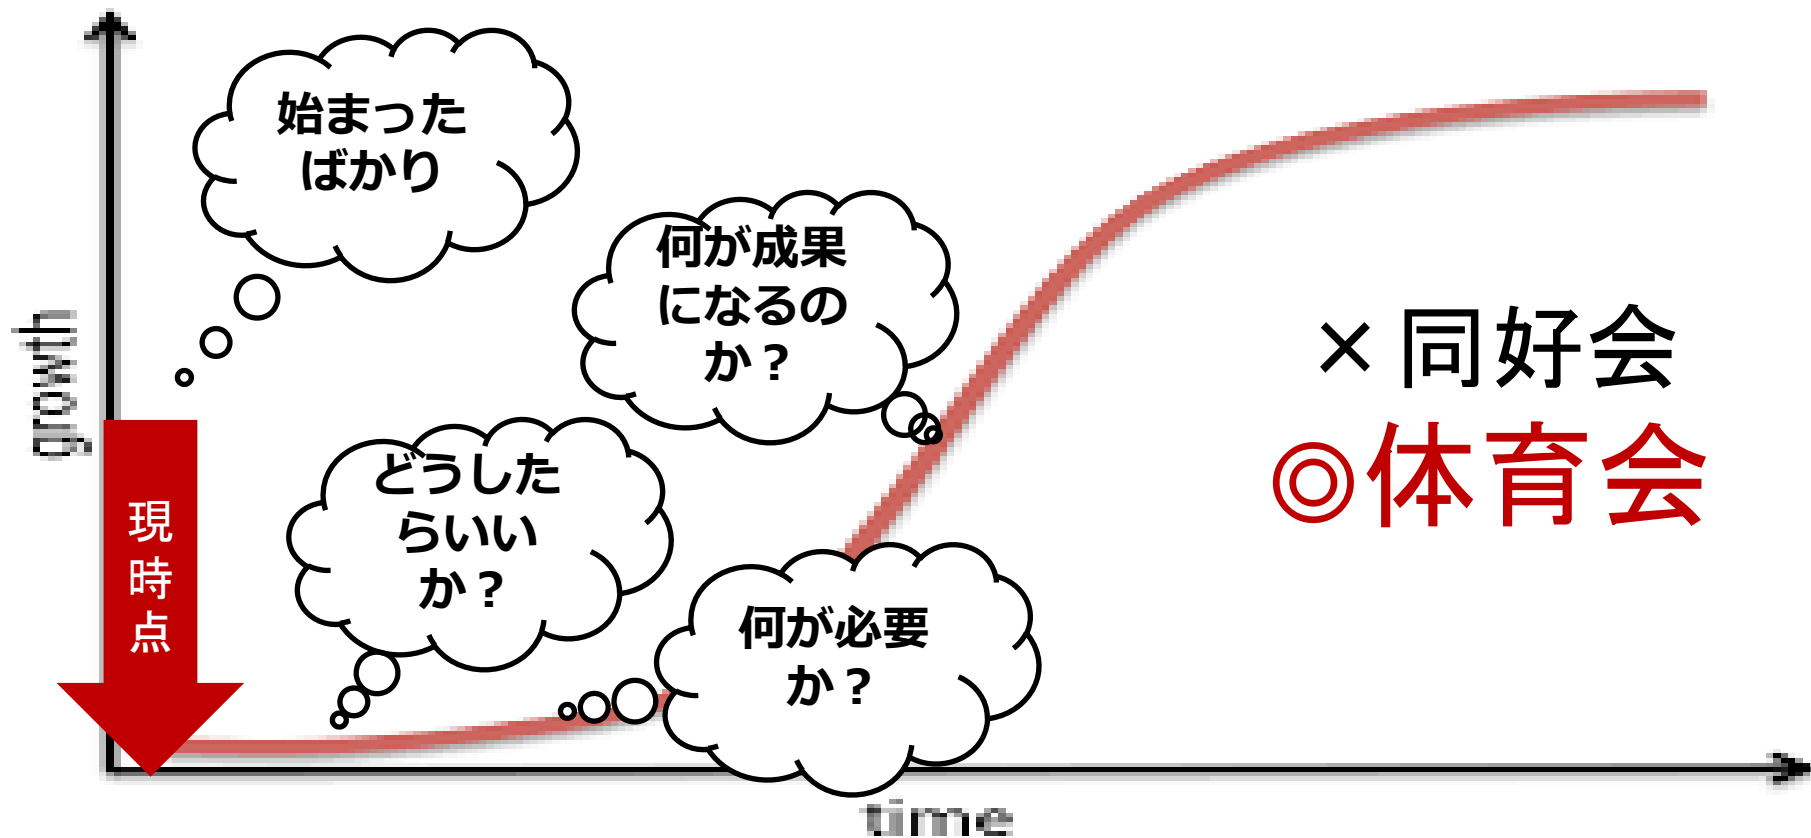 始まった
ばかり
何が成果
になるの
か？
growth
×同好会
◎体育会
どうした
らいい
か？
現時点
何が必要
か？
time